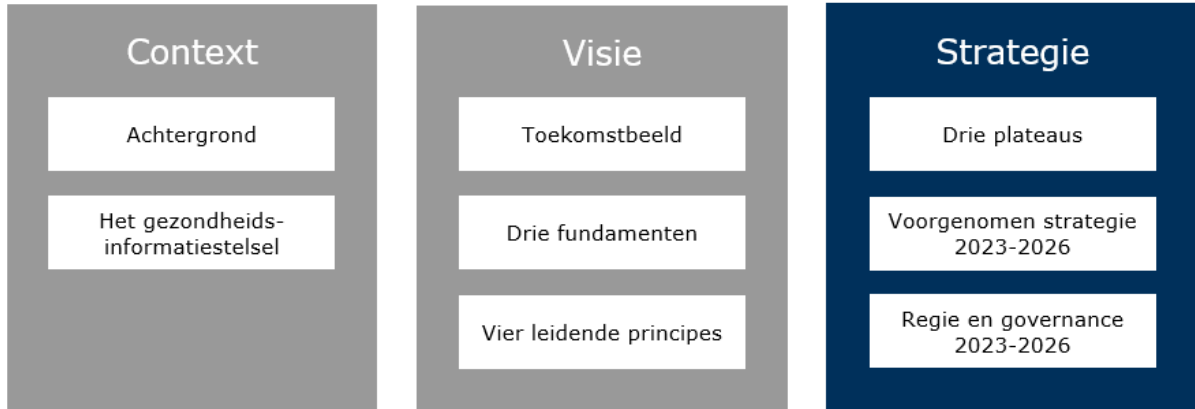 Context
Achtergrond
Het gezondheids-
informatiestelsel
Visie
Toekomstbeeld
Drie fundamenten
Vier leidende principes
Strategie
Drie plateaus
Voorgenomen strategie
2023-2026
Regie en governance
2023-2026